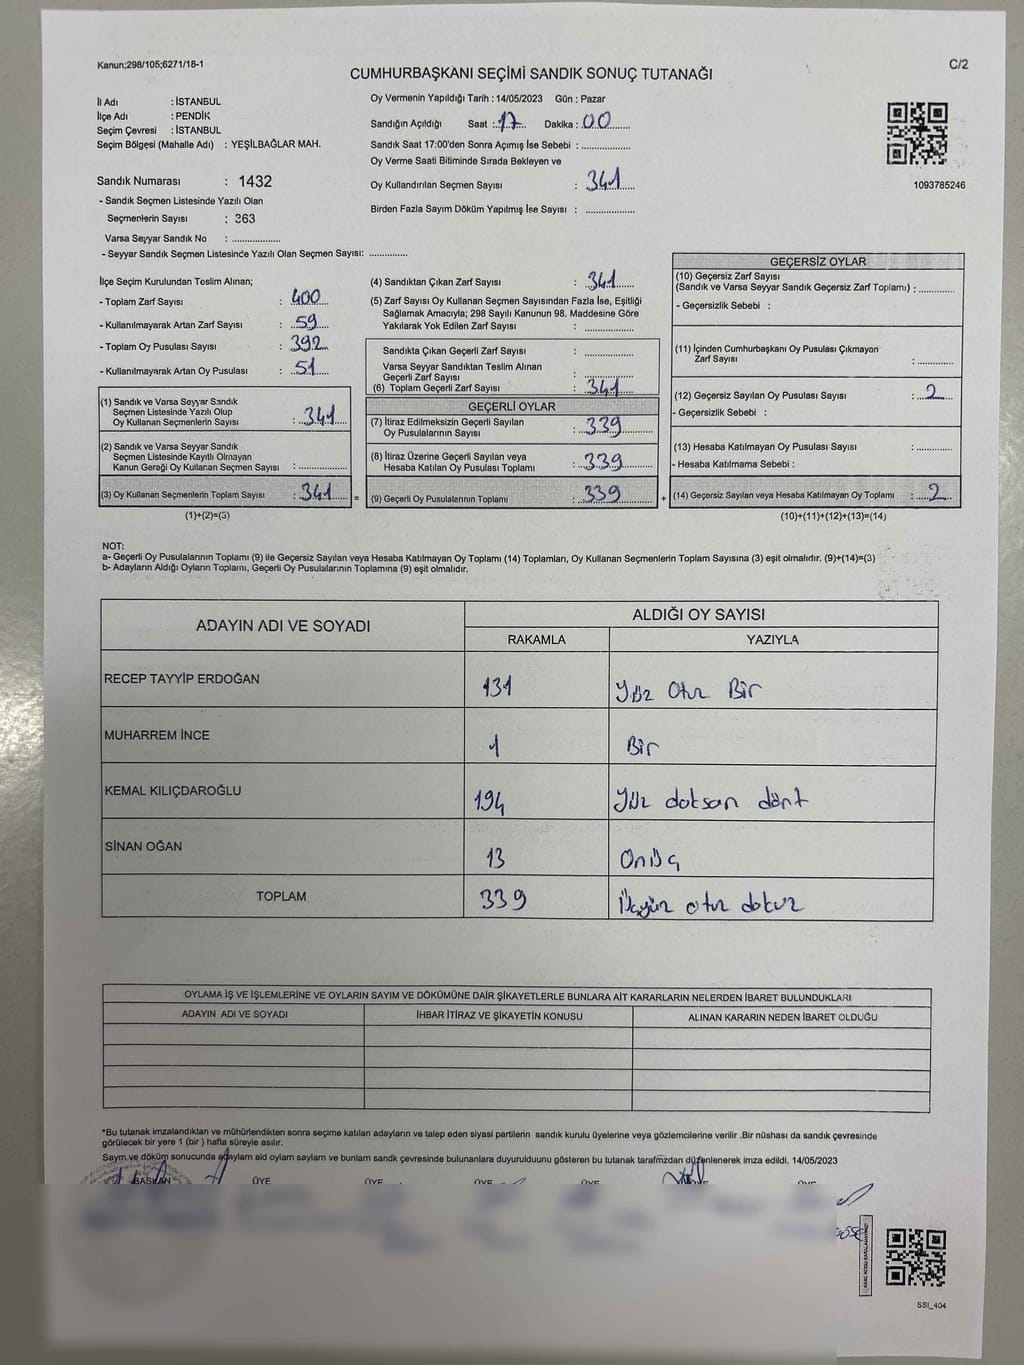 Kanun;298/105;6271/18-1
C/2
CUMHURBAŞKANI SEÇİMİ SANDIK SONUÇ TUTANAĞI
İl Adı : İSTANBUL
İlçe Adı : PENDİK
Seçim Çevresi : İSTANBUL
Seçim Bölgesi (Mahalle Adı) : YEŞİLBAĞLAR MAH.
Sandık Numarası : 1432
- Sandık Seçmen Listesinde Yazılı Olan
Seçmenlerin Sayısı : 363
Varsa Seyyar Sandık No : ..................
- Seyyar Sandık Seçmen Listesinde Yazılı Olan Seçmen Sayısı: ..............
Oy Vermenin Yapıldığı Tarih : 14/05/2023 Gün : Pazar
Sandığın Açıldığı Saat : 17 Dakika : 00
Sandık Saat 17:00'den Sonra Açımış İse Sebebi : ..................
Oy Verme Saati Bitiminde Sırada Bekleyen ve
Oy Kullandırılan Seçmen Sayısı : 341
Birden Fazla Sayım Döküm Yapılmış İse Sayısı : ..................
1093785246
İlçe Seçim Kurulundan Teslim Alınan;
- Toplam Zarf Sayısı : 400
- Kullanılmayarak Artan Zarf Sayısı : 59
- Toplam Oy Pusulası Sayısı : 392
- Kullanılmayarak Artan Oy Pusulası : 51
(4) Sandıktan Çıkan Zarf Sayısı : 341
(5) Zarf Sayısı Oy Kullanan Seçmen Sayısından Fazla İse, Eşitliği
Sağlamak Amacıyla; 298 Sayılı Kanunun 98. Maddesine Göre
Yakılarak Yok Edilen Zarf Sayısı : ..................
Sandıkta Çıkan Geçerli Zarf Sayısı : ..................
Varsa Seyyar Sandıktan Teslim Alınan
Geçerli Zarf Sayısı : ..................
(6) Toplam Geçerli Zarf Sayısı : 341
GEÇERSİZ OYLAR
(10) Geçersiz Zarf Sayısı
(Sandık ve Varsa Seyyar Sandık Geçersiz Zarf Toplamı) : ............
- Geçersizlik Sebebi :
(11) İçinden Cumhurbaşkanı Oy Pusulası Çıkmayan
Zarf Sayısı : ............
(12) Geçersiz Sayılan Oy Pusulası Sayısı : 2
- Geçersizlik Sebebi :
(13) Hesaba Katılmayan Oy Pusulası Sayısı : ............
- Hesaba Katılmama Sebebi :
(14) Geçersiz Sayılan veya Hesaba Katılmayan Oy Toplamı : 2
(10)+(11)+(12)+(13)=(14)
(1) Sandık ve Varsa Seyyar Sandık
Seçmen Listesinde Yazılı Olup
Oy Kullanan Seçmenlerin Sayısı : 341
(2) Sandık ve Varsa Seyyar Sandık
Seçmen Listesinde Kayıtlı Olmayan
Kanun Gereği Oy Kullanan Seçmen Sayısı : ..................
(3) Oy Kullanan Seçmenlerin Toplam Sayısı : 341 =
(1)+(2)=(3)
GEÇERLİ OYLAR
(7) İtiraz Edilmeksizin Geçerli Sayılan
Oy Pusulalarının Sayısı : 339
(8) İtiraz Üzerine Geçerli Sayılan veya
Hesaba Katılan Oy Pusulası Toplamı : 339
(9) Geçerli Oy Pusulalarının Toplamı : 339 +
NOT:
a- Geçerli Oy Pusulalarının Toplamı (9) ile Geçersiz Sayılan veya Hesaba Katılmayan Oy Toplamı (14) Toplamları, Oy Kullanan Seçmenlerin Toplam Sayısına (3) eşit olmalıdır. (9)+(14)=(3)
b- Adayların Aldığı Oyların Toplamı, Geçerli Oy Pusulalarının Toplamına (9) eşit olmalıdır.
ADAYIN ADI VE SOYADI
ALDIĞI OY SAYISI
RAKAMLA YAZIYLA
RECEP TAYYİP ERDOĞAN 131 Yüz Otuz Bir
MUHARREM İNCE 1 Bir
KEMAL KILIÇDAROĞLU 194 Yüz doksan dört
SİNAN OĞAN 13 Onüç
TOPLAM 339 Üçyüz otuz dokuz
OYLAMA İŞ VE İŞLEMLERİNE VE OYLARIN SAYIM VE DÖKÜMÜNE DAİR ŞİKAYETLERLE BUNLARA AİT KARARLARIN NELERDEN İBARET BULUNDUKLARI
ADAYIN ADI VE SOYADI İHBAR İTİRAZ VE ŞİKAYETİN KONUSU ALINAN KARARIN NEDEN İBARET OLDUĞU
*Bu tutanak imzalandıktan ve mühürlendikten sonra seçime katılan adayların ve talep eden siyasi partilerin sandık kurulu üyelerine veya gözlemcilerine verilir .Bir nüshası da sandık çevresinde
görülecek bir yere 1 (bir ) hafta süreyle asılır.
Sayım ve döküm sonucunda adayların aldığı oyların sayıları ve bunların sandık çevresinde bulunanlara duyurulduğunu gösteren bu tutanak tarafımızdan düzenlenerek imza edildi. 14/05/2023
BAŞKAN ÜYE ÜYE ÜYE ÜYE
SSI_404